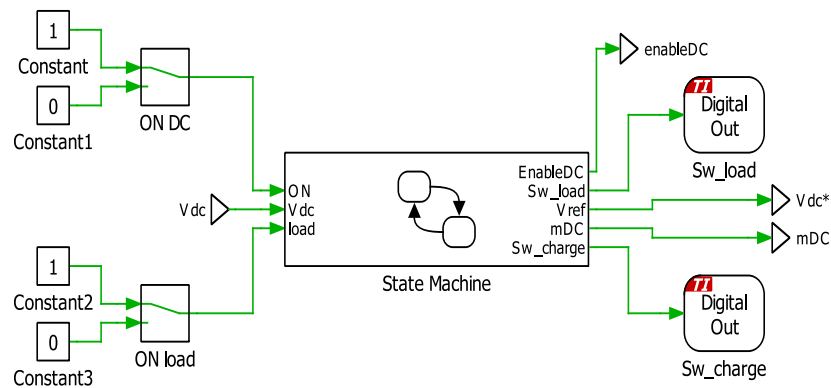 1
Constant
0
Constant1
ON DC
Vdc
1
Constant2
0
Constant3
ON load
ON
Vdc
load
EnableDC
Sw_load
Vref
mDC
Sw_charge
State Machine
enableDC
TI
Digital
Out
Sw_load
Vdc*
mDC
TI
Digital
Out
Sw_charge